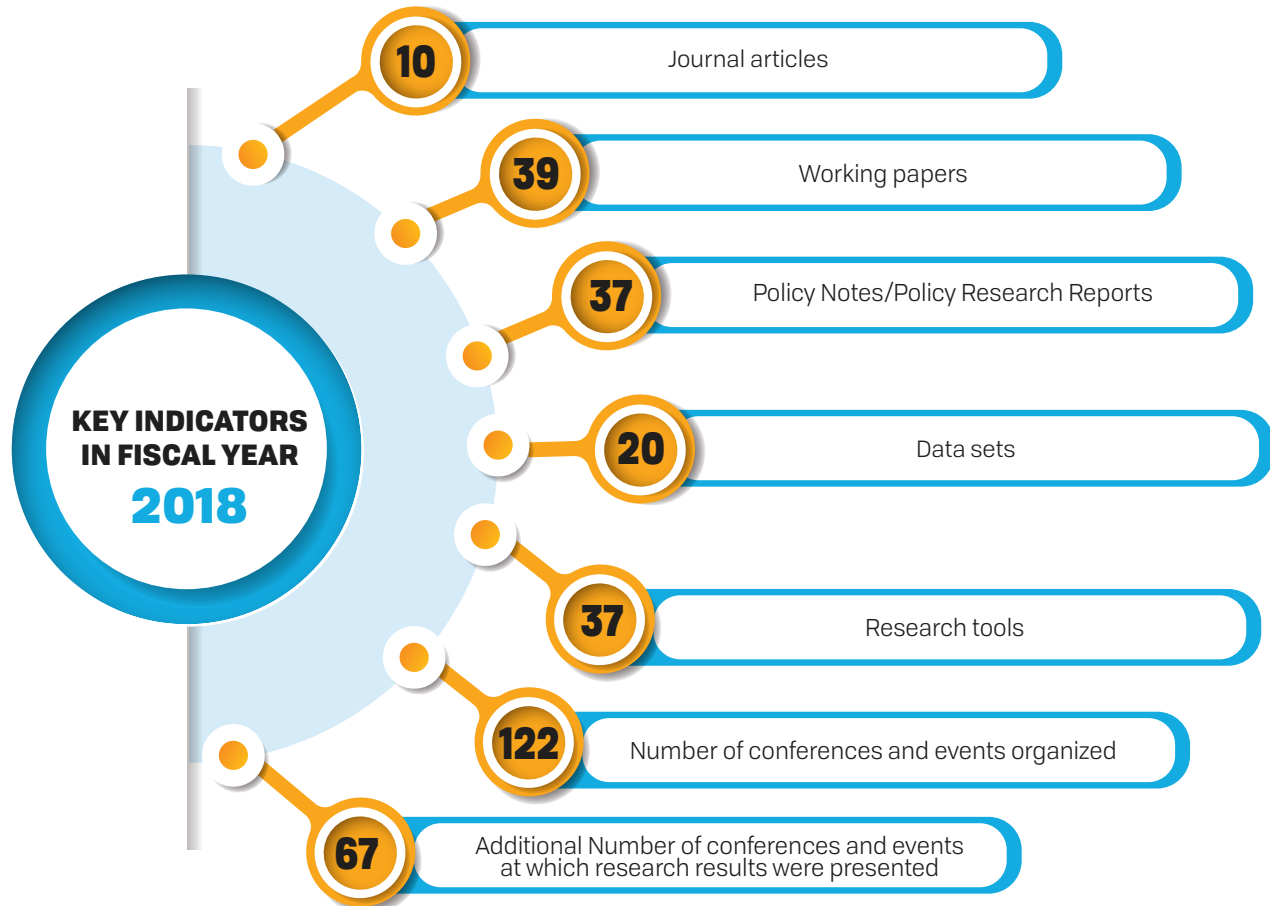 10
Journal articles
39
Working papers
37
Policy Notes/Policy Research Reports
KEY INDICATORS
IN FISCAL YEAR
2018
20
Data sets
37
Research tools
122
Number of conferences and events organized
67
Additional Number of conferences and events
at which research results were presented